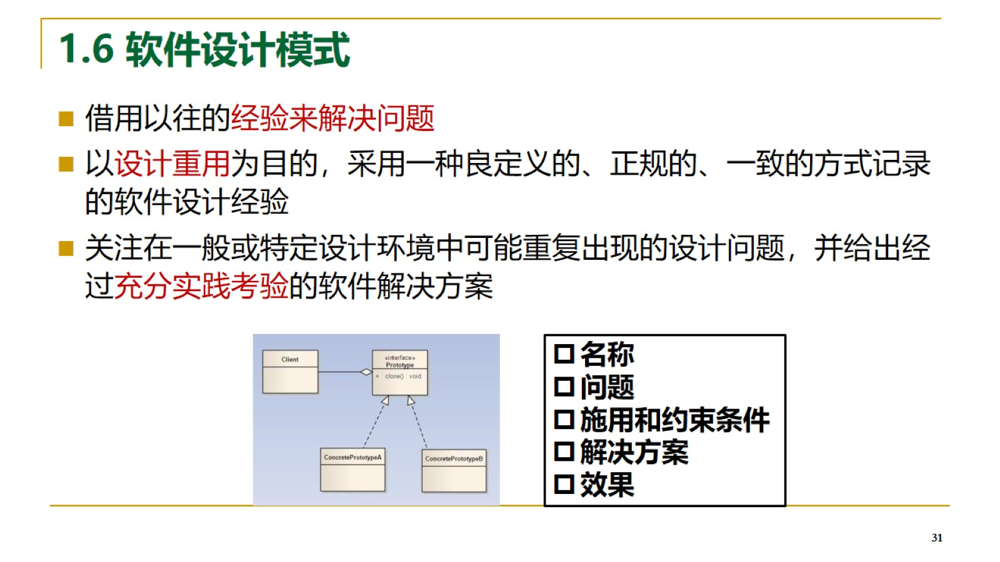 1.6 软件设计模式
借用以往的经验来解决问题
以设计重用为目的，采用一种良定义的、正规的、一致的方式记录
的软件设计经验
关注在一般或特定设计环境中可能重复出现的设计问题，并给出经
过充分实践考验的软件解决方案
Client
«interface»
Prototype
+ clone() : void
ConcretePrototypeA
ConcretePrototypeB
名称
问题
施用和约束条件
解决方案
效果
31